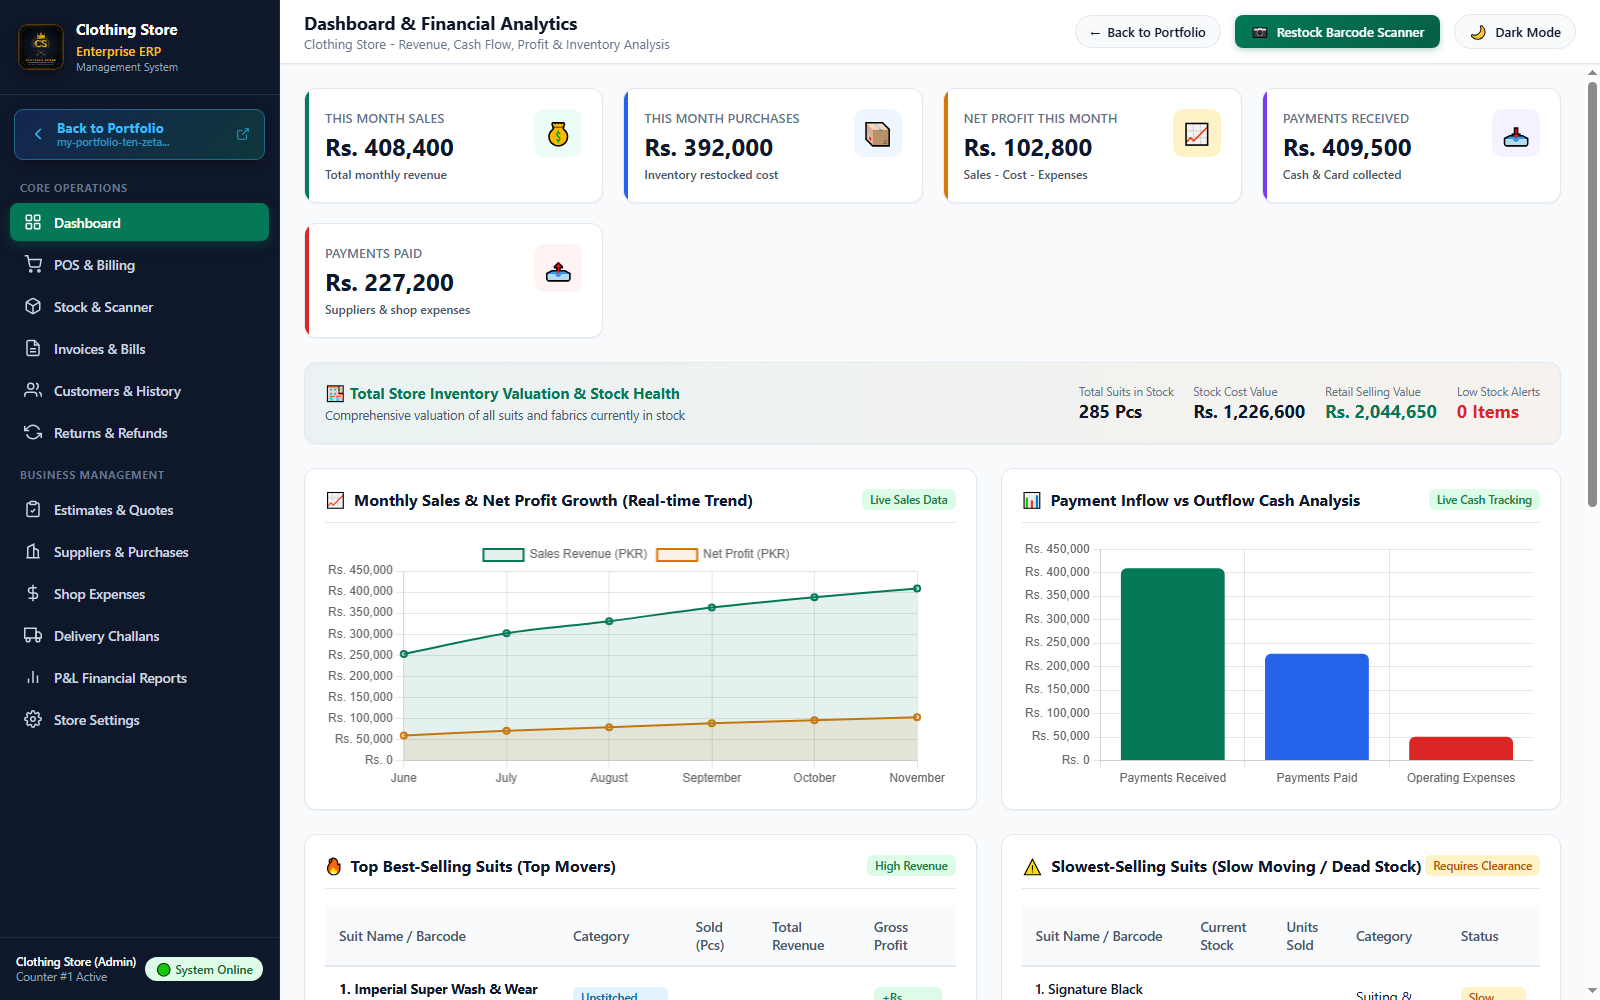 Clothing Store
Enterprise ERP
Management System
Back to Portfolio
my-portfolio-ten-zeta...
CORE OPERATIONS
Dashboard
POS & Billing
Stock & Scanner
Invoices & Bills
Customers & History
Returns & Refunds
BUSINESS MANAGEMENT
Estimates & Quotes
Suppliers & Purchases
Shop Expenses
Delivery Challans
P&L Financial Reports
Store Settings
Clothing Store (Admin)
Counter #1 Active
System Online
Dashboard & Financial Analytics
Clothing Store - Revenue, Cash Flow, Profit & Inventory Analysis
← Back to Portfolio
Restock Barcode Scanner
Dark Mode
THIS MONTH SALES
Rs. 408,400
Total monthly revenue
THIS MONTH PURCHASES
Rs. 392,000
Inventory restocked cost
NET PROFIT THIS MONTH
Rs. 102,800
Sales - Cost - Expenses
PAYMENTS RECEIVED
Rs. 409,500
Cash & Card collected
PAYMENTS PAID
Rs. 227,200
Suppliers & shop expenses
Total Store Inventory Valuation & Stock Health
Comprehensive valuation of all suits and fabrics currently in stock
Total Suits in Stock
285 Pcs
Stock Cost Value
Rs. 1,226,600
Retail Selling Value
Rs. 2,044,650
Low Stock Alerts
0 Items
Monthly Sales & Net Profit Growth (Real-time Trend)
Live Sales Data
Sales Revenue (PKR)
Net Profit (PKR)
Rs. 450,000
Rs. 400,000
Rs. 350,000
Rs. 300,000
Rs. 250,000
Rs. 200,000
Rs. 150,000
Rs. 100,000
Rs. 50,000
Rs. 0
June July August September October November
Payment Inflow vs Outflow Cash Analysis
Live Cash Tracking
Rs. 450,000
Rs. 400,000
Rs. 350,000
Rs. 300,000
Rs. 250,000
Rs. 200,000
Rs. 150,000
Rs. 100,000
Rs. 50,000
Rs. 0
Payments Received Payments Paid Operating Expenses
Top Best-Selling Suits (Top Movers)
High Revenue
Suit Name / Barcode
Category
Sold (Pcs)
Total Revenue
Gross Profit
1. Imperial Super Wash & Wear
Unstitched
+Rs.
Slowest-Selling Suits (Slow Moving / Dead Stock)
Requires Clearance
Suit Name / Barcode
Current Stock
Units Sold
Category
Status
1. Signature Black
Suiting &
Slow